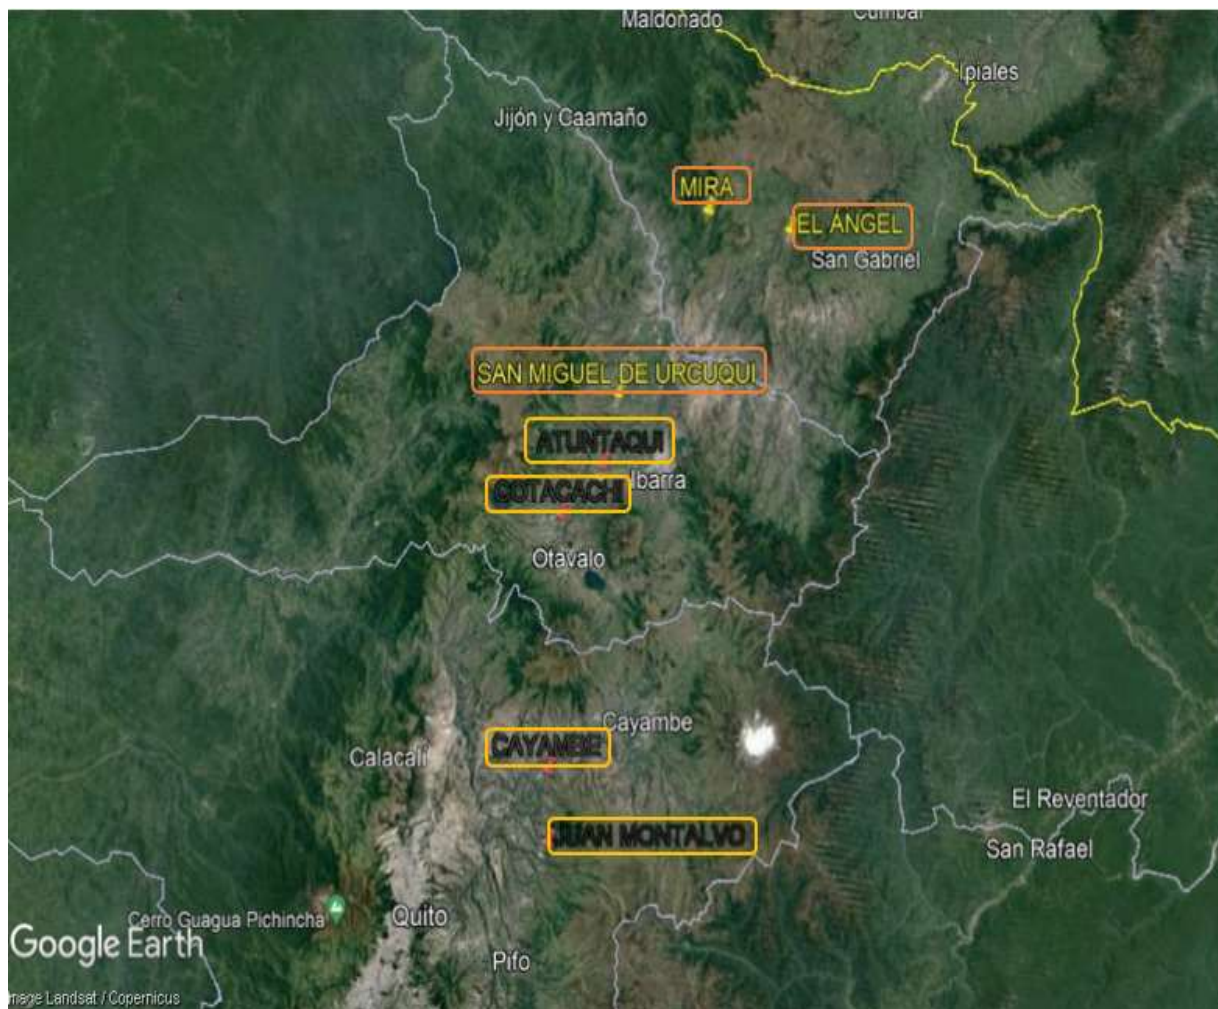 Maldonado
Cumbal
Ipiales
Jijón y Caamaño
MIRA
EL ÁNGEL
San Gabriel
SAN MIGUEL DE URCUQUI
ATUNTAQUI
Ibarra
COTACACHI
Otavalo
Cayambe
CAYAMBE
Calacalí
El Reventador
JUAN MONTALVO
San Rafael
Cerro Guagua Pichincha
Quito
Google Earth
Pifo
mage Landsat / Copernicus